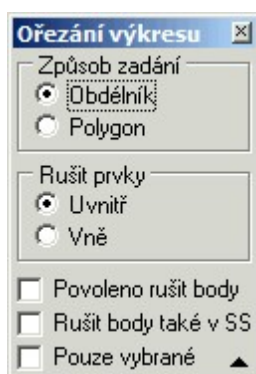 Ořezání výkresu
Způsob zadání
Obdélník
Polygon
Rušit prvky
Uvnitř
Vně
Povoleno rušit body
Rušit body také v SS
Pouze vybrané